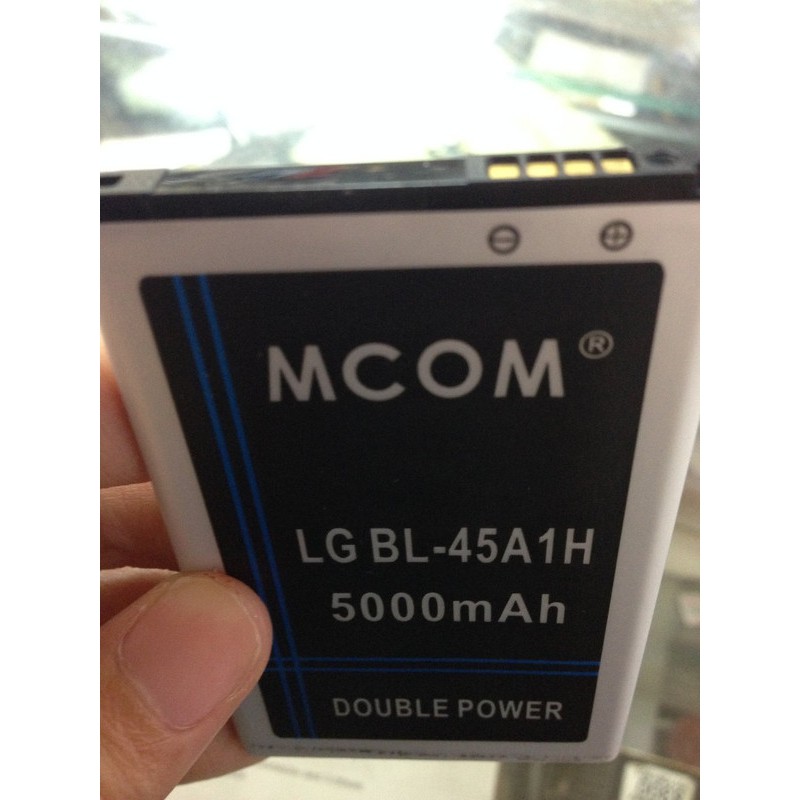 ⊖ ⊕
MCOM®
LG BL-45A1H
5000mAh
DOUBLE POWER